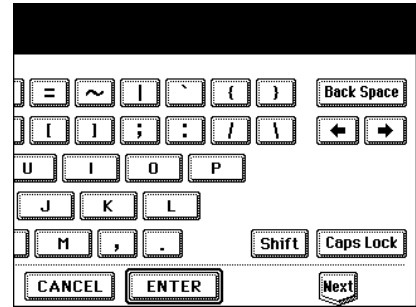 = ~ | ` { } Back Space
[ ] ; : / \ ← →
U I O P
J K L
M , . Shift Caps Lock
CANCEL ENTER Next